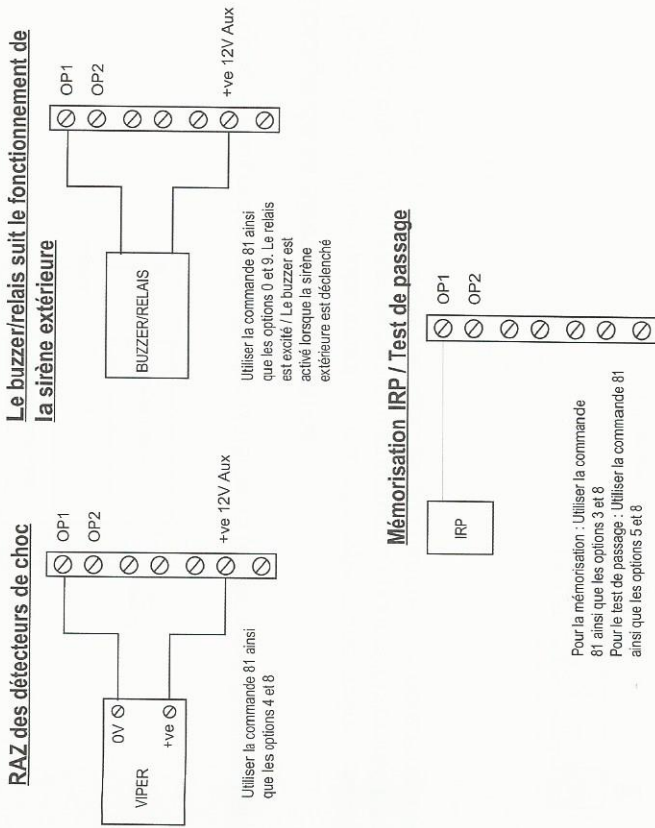 RAZ des détecteurs de choc
VIPER
0V
+ve
OP1
OP2
+ve 12V Aux
Utiliser la commande 81 ainsi
que les options 4 et 8
Le buzzer/relais suit le fonctionnement de
la sirène extérieure
BUZZER/RELAIS
OP1
OP2
+ve 12V Aux
Utiliser la commande 81 ainsi
que les options 0 et 9. Le relais
est excité / Le buzzer est
activé lorsque la sirène
extérieure est déclenché
Mémorisation IRP / Test de passage
IRP
OP1
OP2
Pour la mémorisation : Utiliser la commande
81 ainsi que les options 3 et 8
Pour le test de passage : Utiliser la commande 81
ainsi que les options 5 et 8